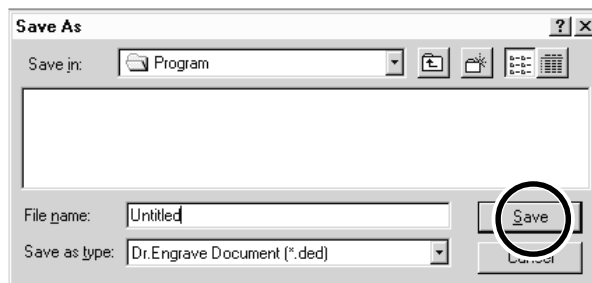 Save As
Save in: Program
File name: Untitled Save
Save as type: Dr.Engrave Document (*.ded) Cancel